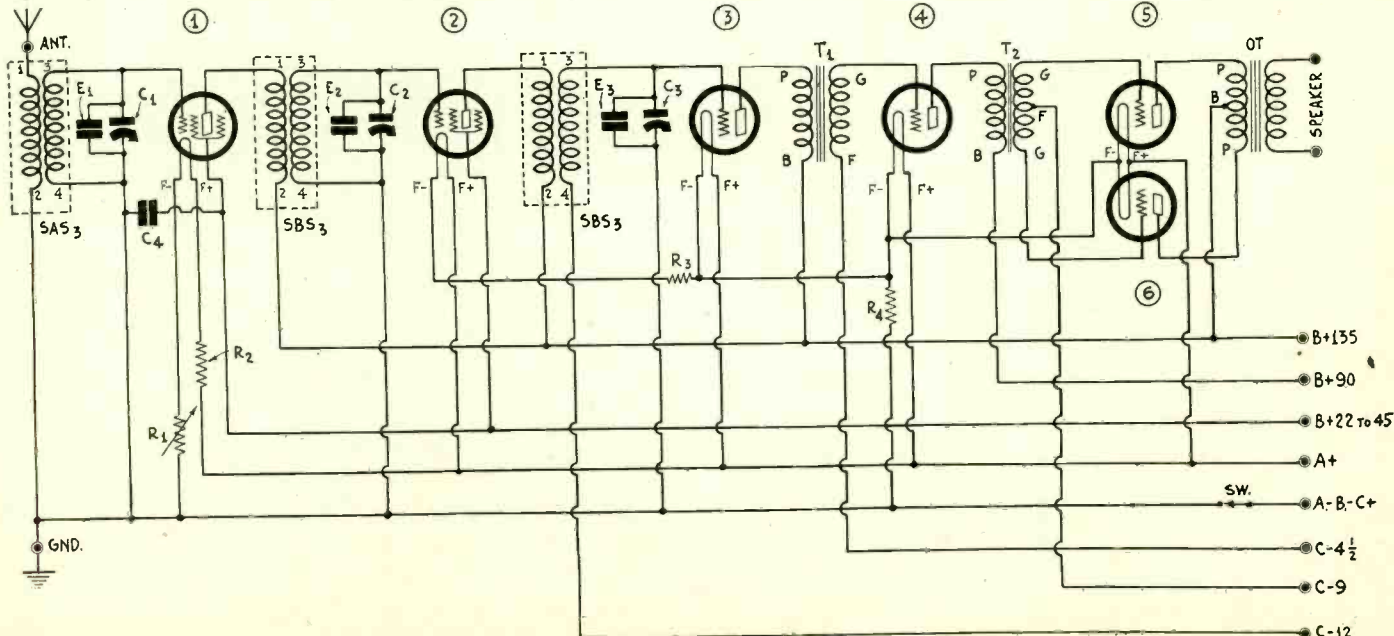 1 2 3 4 5 6
ANT. T1 T2 OT
1 3 1 3 1 3 P G P G G P
E1 C1 E2 C2 E3 C3 F B SPEAKER
B F B G P
2 4 2 4 2 4
F- F+ F- F+ F- F+ F- F+ F- F+
SAS3 C4 SBS3 SBS3
R3
R4
R2 B+135
B+90
R1 B+22 TO 45
A+
SW. A-B-C+
GND. C-4½
C-9
C-12